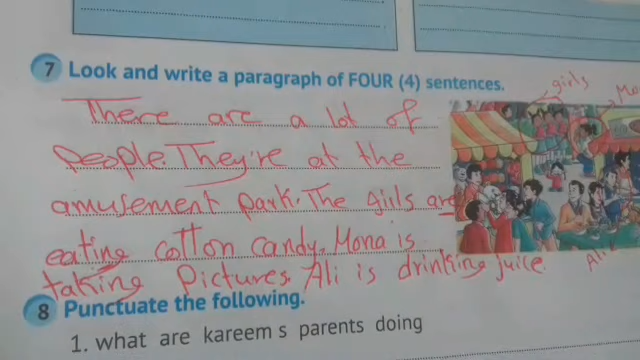 7 Look and write a paragraph of FOUR (4) sentences.
girls
There are a lot of
people. They're at the
amusement park. The girls are
eating cotton candy. Mona is
taking Pictures. Ali is drinking juice.
Ali
8 Punctuate the following.
1. what are kareem s parents doing